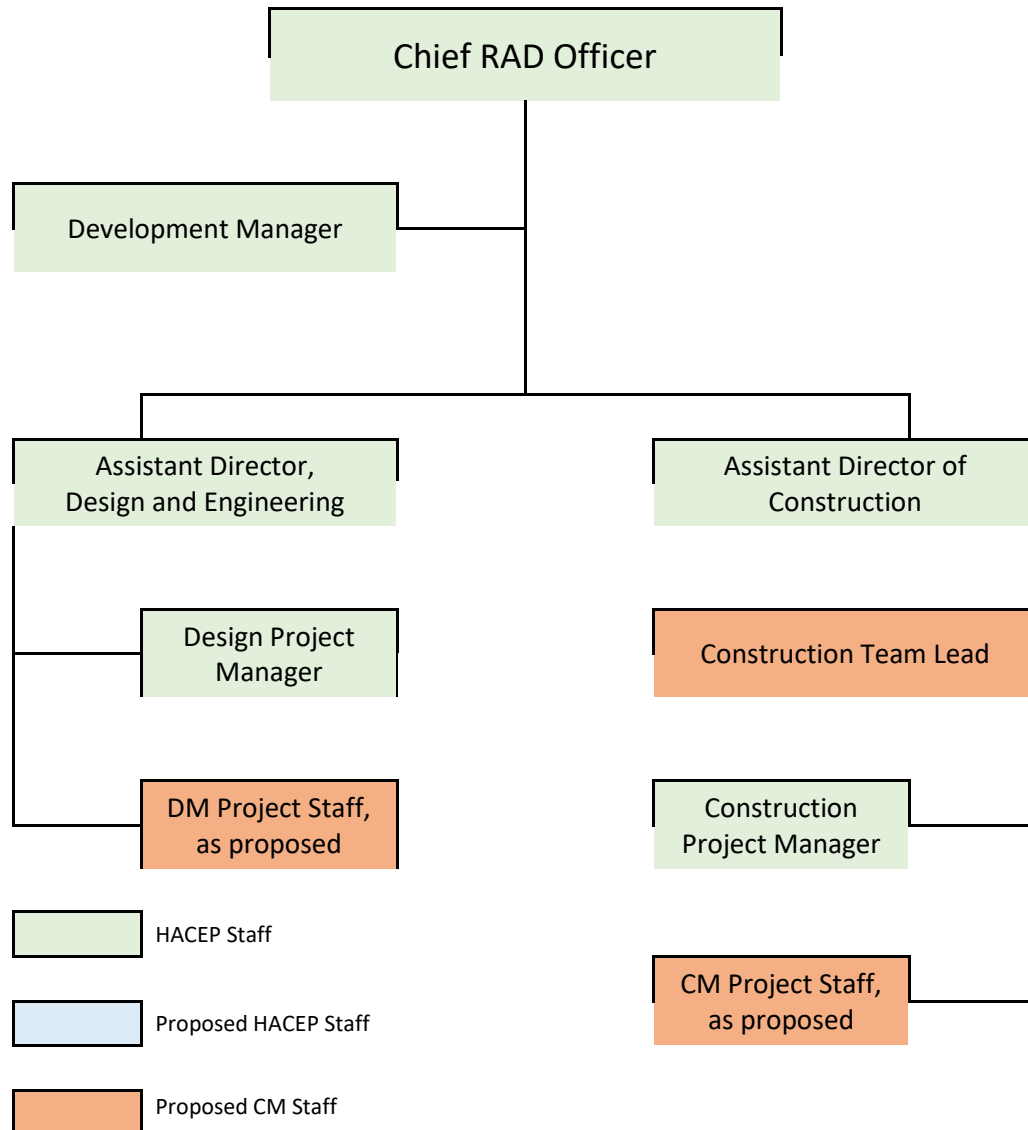 Chief RAD Officer
Development Manager
Assistant Director,
Design and Engineering
Assistant Director of
Construction
Design Project
Manager
Construction Team Lead
DM Project Staff,
as proposed
Construction
Project Manager
HACEP Staff
CM Project Staff,
as proposed
Proposed HACEP Staff
Proposed CM Staff